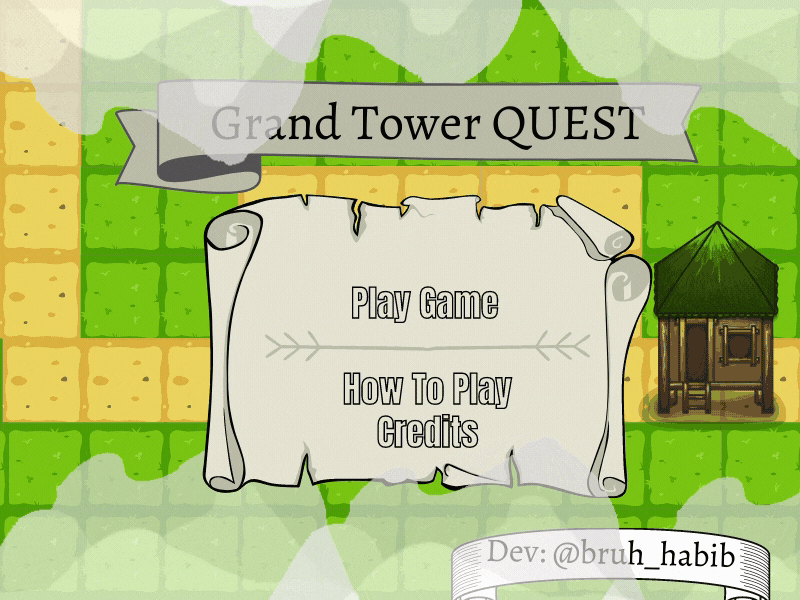 Grand Tower QUEST
Play Game
How To Play
Credits
Dev: @bruh_habib